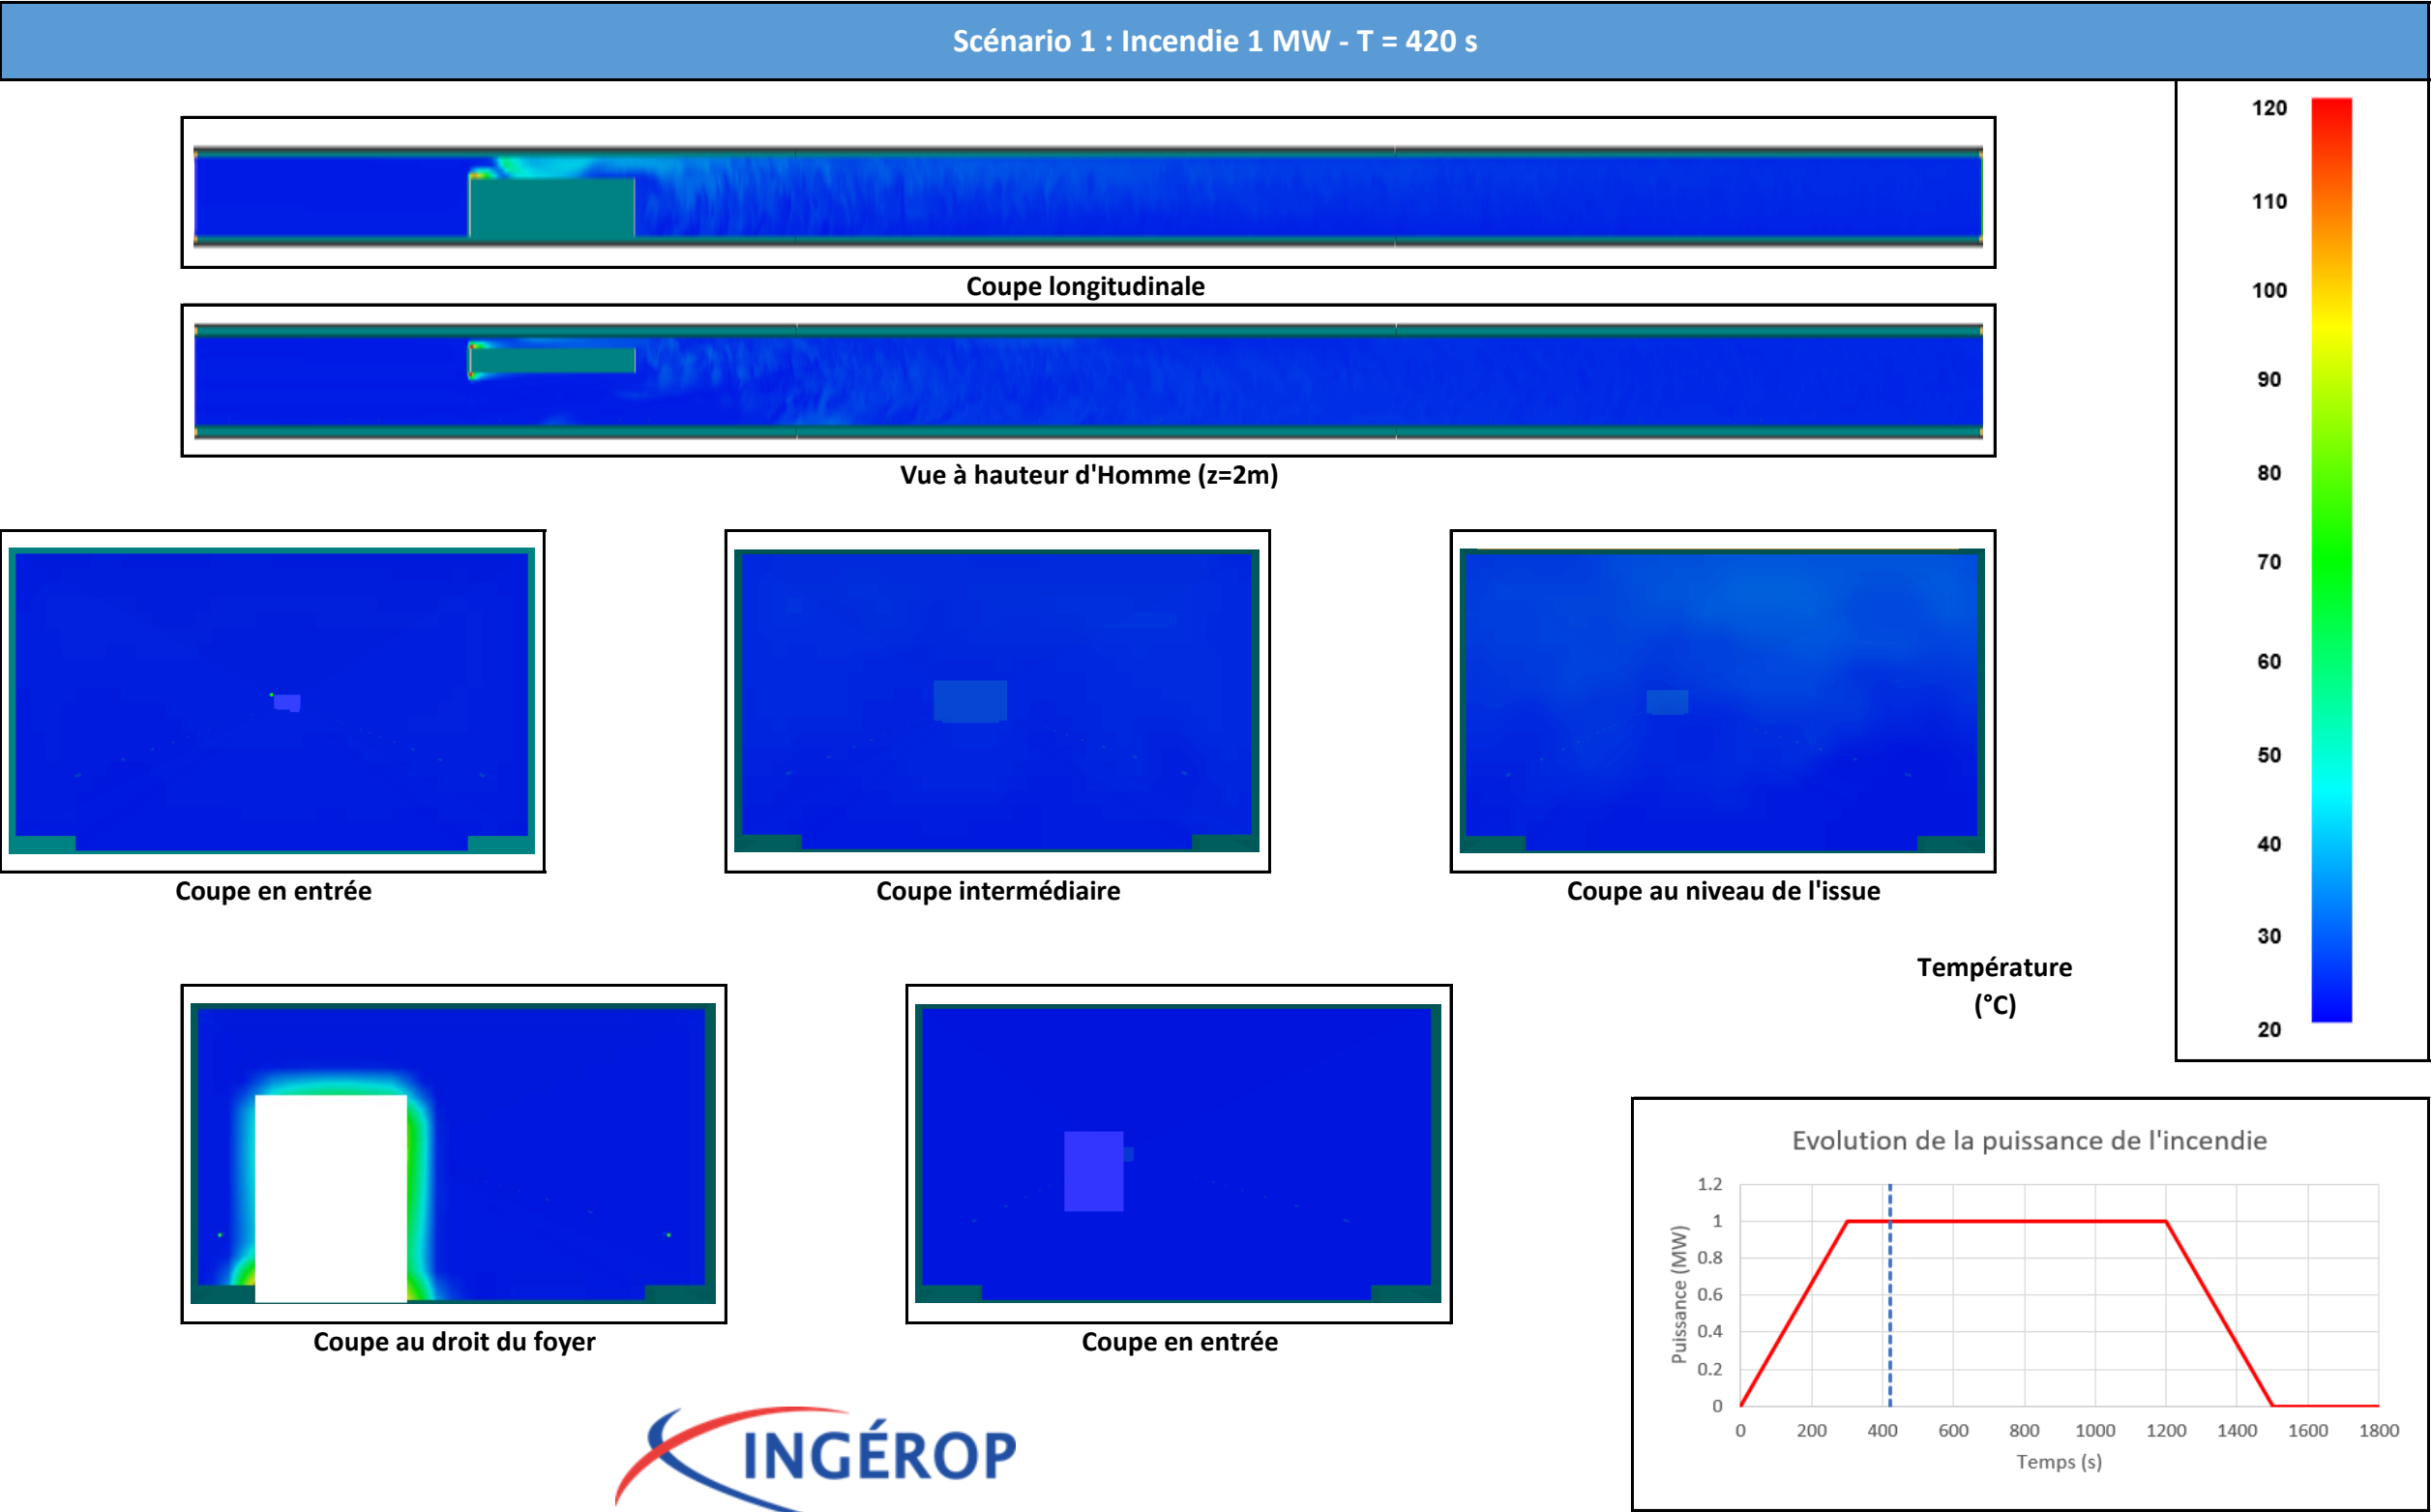 Scénario 1 : Incendie 1 MW - T = 420 s
Coupe longitudinale
Vue à hauteur d'Homme (z=2m)
Coupe en entrée
Coupe intermédiaire
Coupe au niveau de l'issue
120
110
100
90
80
70
60
50
40
30
20
Température
(°C)
Coupe au droit du foyer
Coupe en entrée
Evolution de la puissance de l'incendie
Puissance (MW)
1.2
1
0.8
0.6
0.4
0.2
0
0 200 400 600 800 1000 1200 1400 1600 1800
Temps (s)
INGÉROP